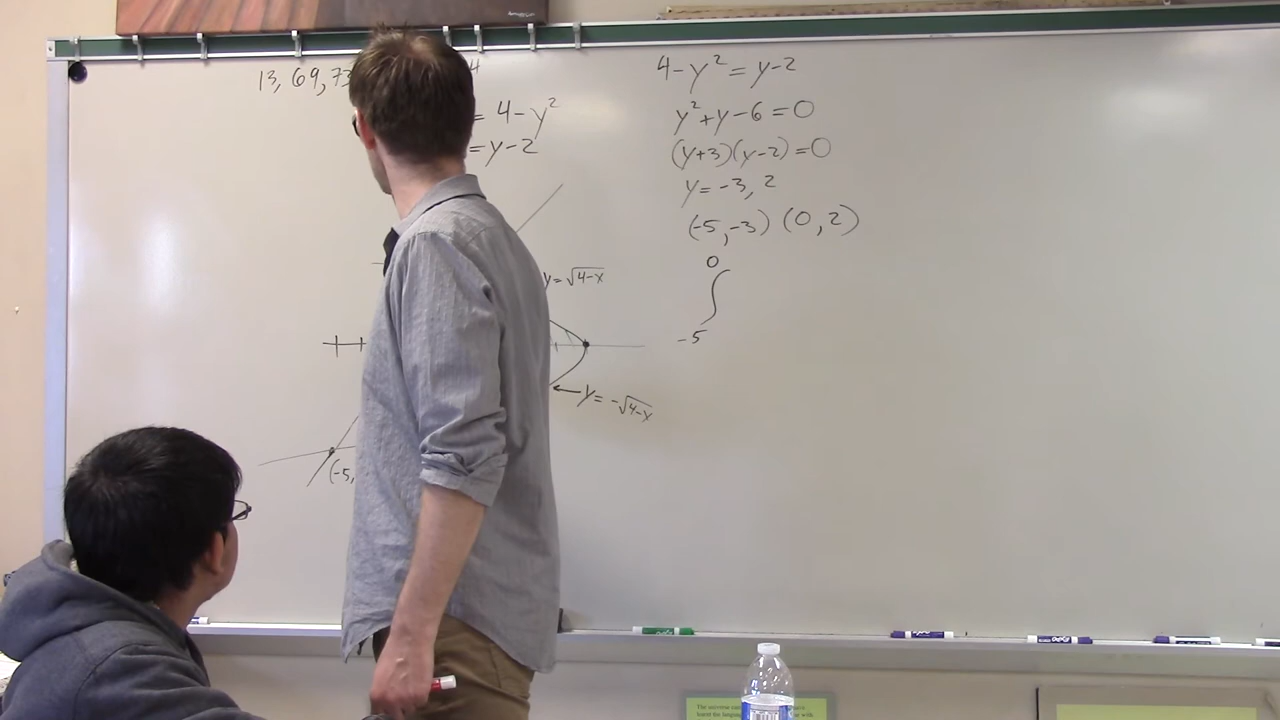 13, 69, 73
4
= 4 - y²
= y - 2
y = √4-x
y = -√4-x
(-5,
4 - y² = y - 2
y² + y - 6 = 0
(y+3)(y-2) = 0
y = -3, 2
(-5, -3) (0, 2)
0
∫
-5